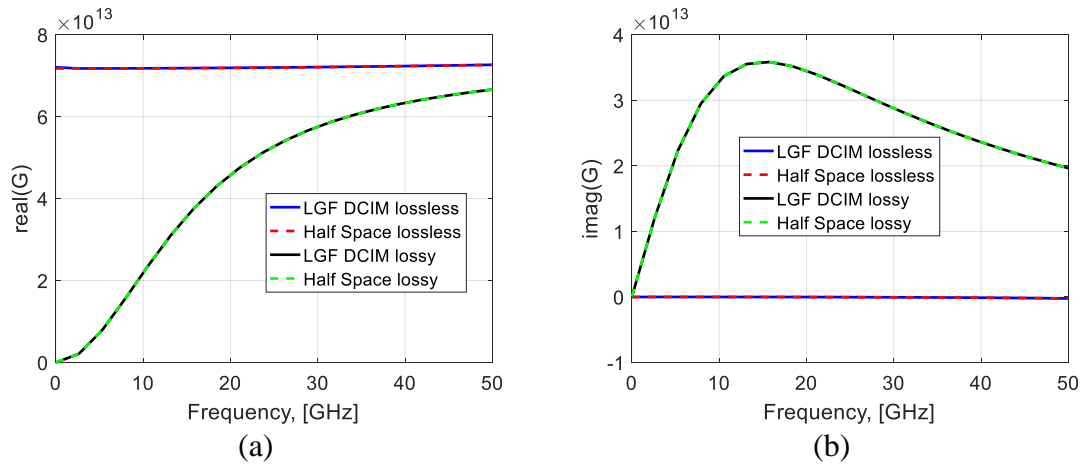 ×10^13
8
6
4
2
0
real(G)
LGF DCIM lossless
Half Space lossless
LGF DCIM lossy
Half Space lossy
0 10 20 30 40 50
Frequency, [GHz]
(a)
×10^13
4
3
2
1
0
-1
imag(G)
LGF DCIM lossless
Half Space lossless
LGF DCIM lossy
Half Space lossy
0 10 20 30 40 50
Frequency, [GHz]
(b)